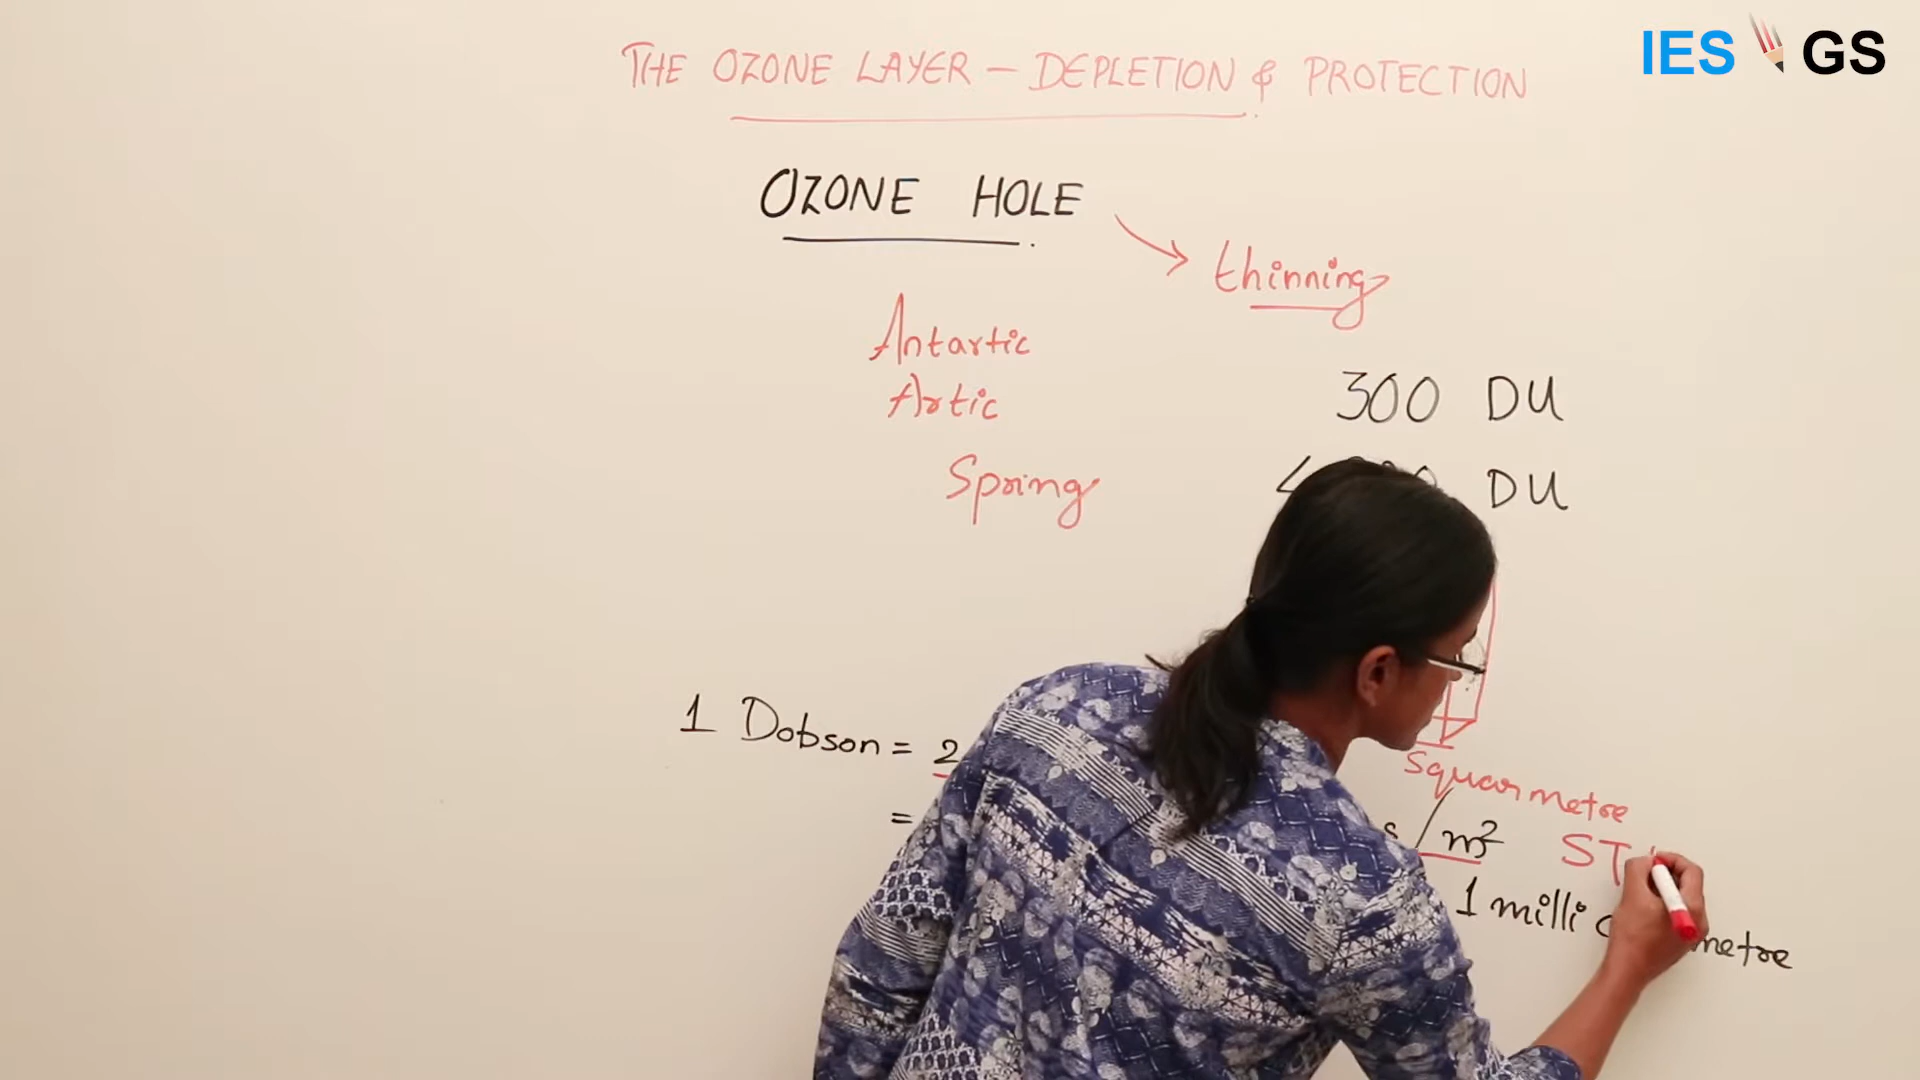 IES GS
THE OZONE LAYER – DEPLETION & PROTECTION
OZONE HOLE
thinning
Antartic
Artic
300 DU
DU
Spring
1 Dobson = 2
Squar metre
= /m²
ST
1 milli metre